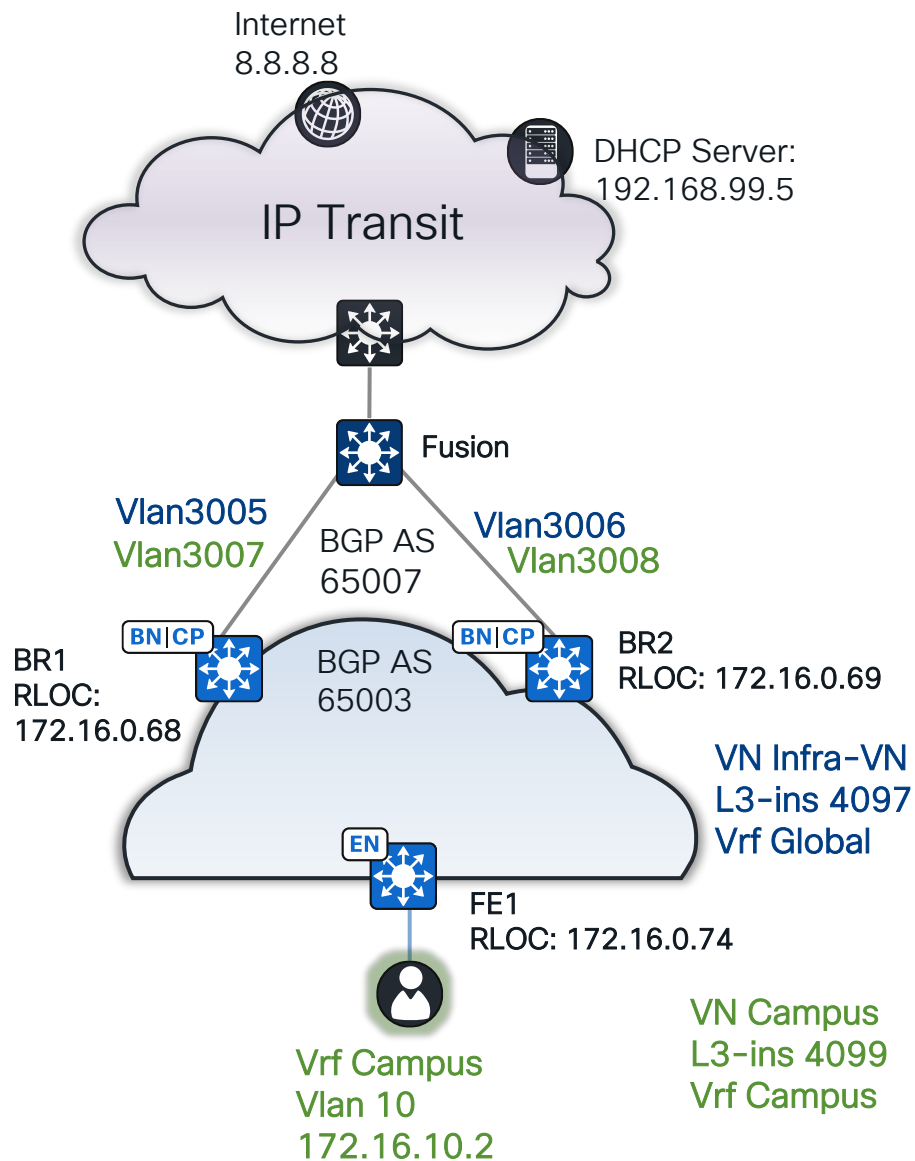 Internet
8.8.8.8
DHCP Server:
192.168.99.5
IP Transit
Fusion
Vlan3005
Vlan3007
BGP AS
65007
Vlan3006
Vlan3008
BN|CP
BR1
RLOC:
172.16.0.68
BGP AS
65003
BN|CP
BR2
RLOC: 172.16.0.69
VN Infra-VN
L3-ins 4097
Vrf Global
EN
FE1
RLOC: 172.16.0.74
Vrf Campus
Vlan 10
172.16.10.2
VN Campus
L3-ins 4099
Vrf Campus